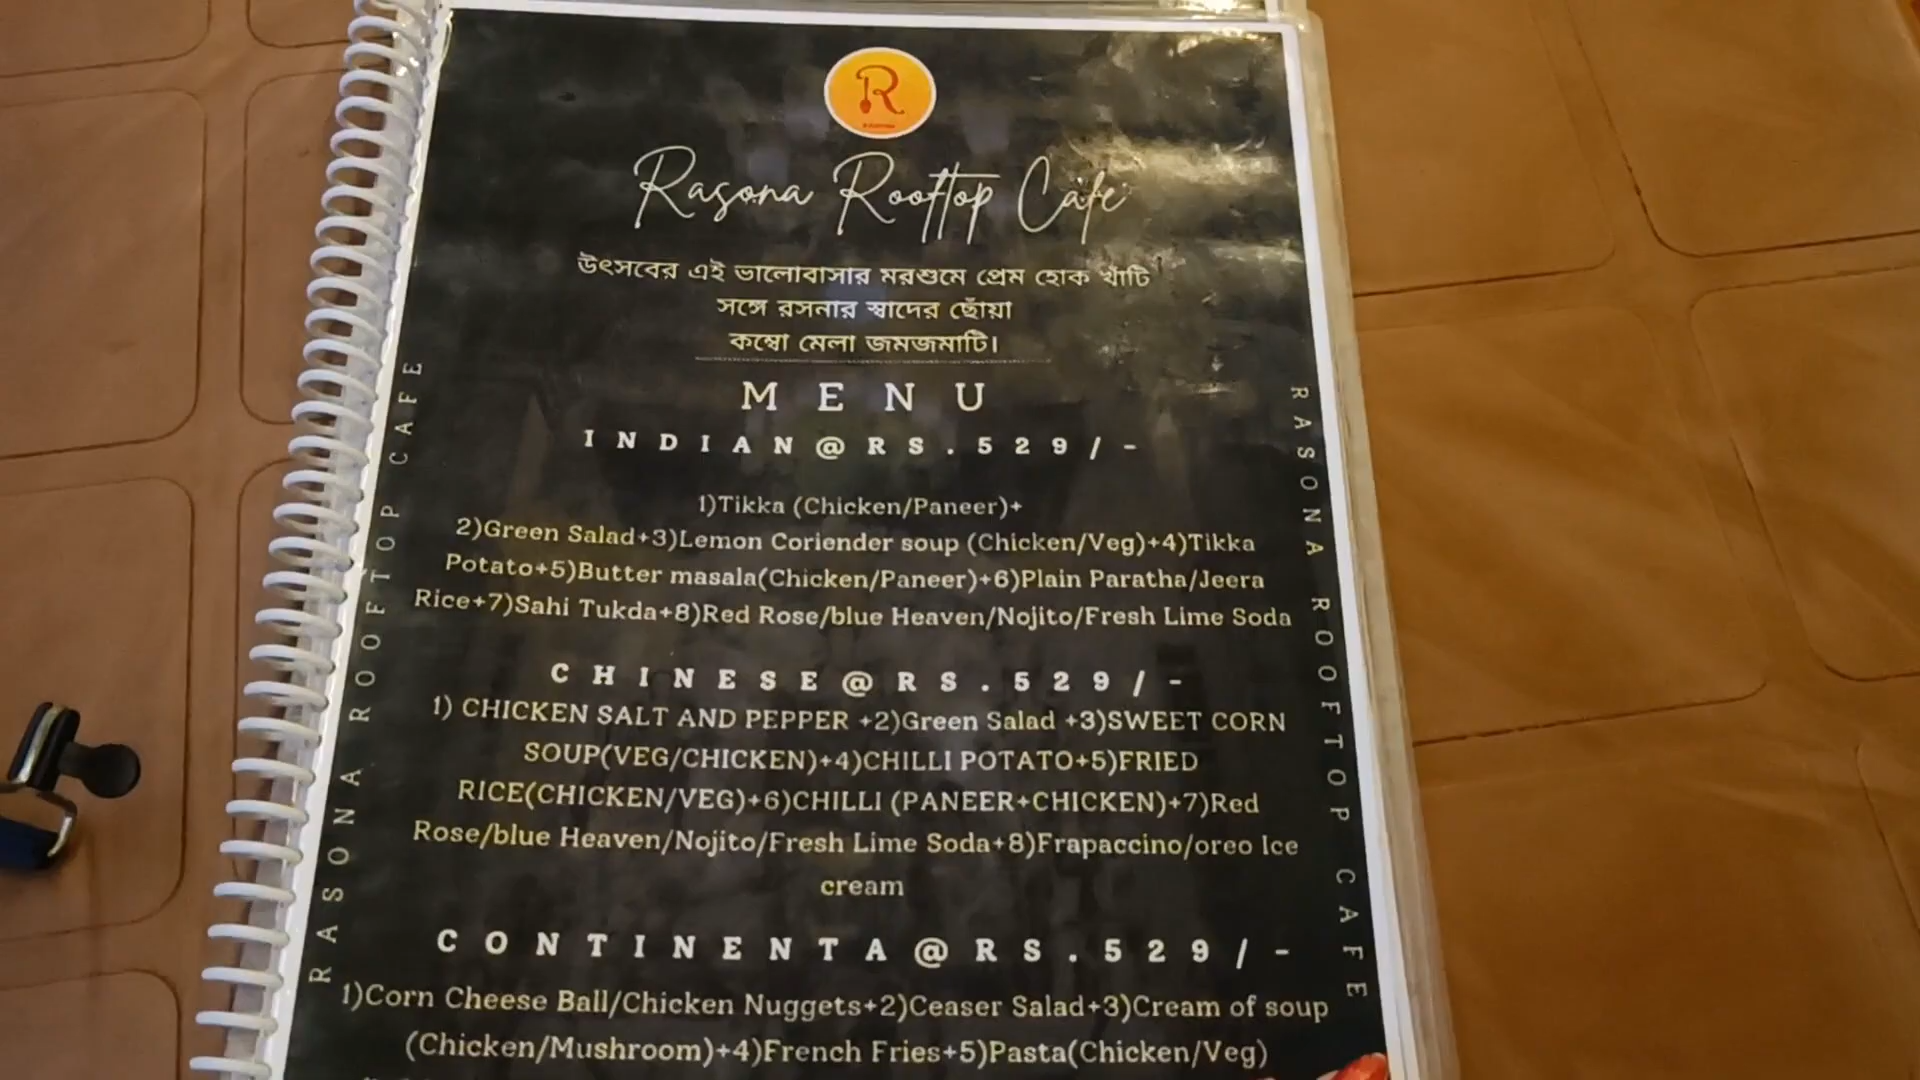 R
Rasona Rooftop Cafe
উৎসবের এই ভালোবাসার মরশুমে প্রেম হোক খাঁটি
সঙ্গে রসনার স্বাদের ছোঁয়া
কম্বো মেলা জমজমাটি।
MENU
INDIAN@RS.529/-
1)Tikka (Chicken/Paneer)+
2)Green Salad+3)Lemon Coriender soup (Chicken/Veg)+4)Tikka
Potato+5)Butter masala(Chicken/Paneer)+6)Plain Paratha/Jeera
Rice+7)Sahi Tukda+8)Red Rose/blue Heaven/Nojito/Fresh Lime Soda
CHINESE@RS.529/-
1) CHICKEN SALT AND PEPPER +2)Green Salad +3)SWEET CORN
SOUP(VEG/CHICKEN)+4)CHILLI POTATO+5)FRIED
RICE(CHICKEN/VEG)+6)CHILLI (PANEER+CHICKEN)+7)Red
Rose/blue Heaven/Nojito/Fresh Lime Soda+8)Frapaccino/oreo Ice
cream
CONTINENTA@RS.529/-
1)Corn Cheese Ball/Chicken Nuggets+2)Ceaser Salad+3)Cream of soup
(Chicken/Mushroom)+4)French Fries+5)Pasta(Chicken/Veg)
RASONA ROOFTOP CAFE
RASONA ROOFTOP CAFE